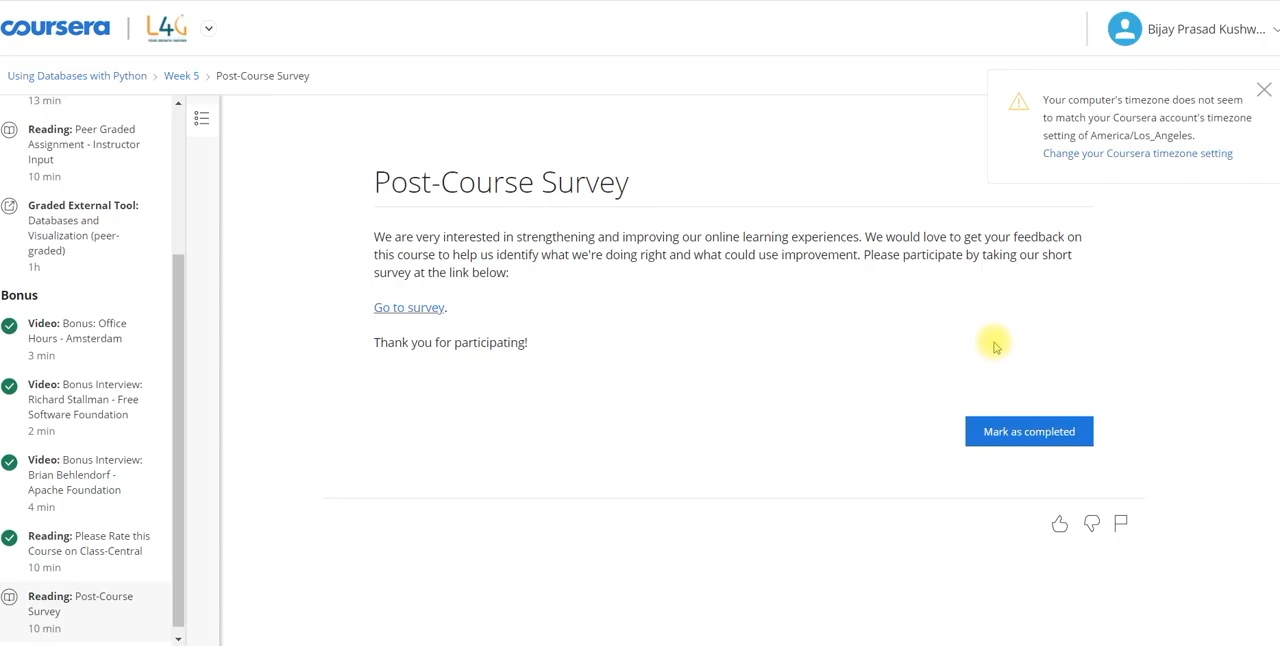 coursera
L4G
Bijay Prasad Kushw...
Using Databases with Python > Week 5 > Post-Course Survey
Your computer's timezone does not seem
to match your Coursera account's timezone
setting of America/Los_Angeles.
Change your Coursera timezone setting
13 min
Reading: Peer Graded
Assignment - Instructor
Input
10 min
Graded External Tool:
Databases and
Visualization (peer-
graded)
1h
Bonus
Video: Bonus: Office
Hours - Amsterdam
3 min
Video: Bonus Interview:
Richard Stallman - Free
Software Foundation
2 min
Video: Bonus Interview:
Brian Behlendorf -
Apache Foundation
4 min
Reading: Please Rate this
Course on Class-Central
10 min
Reading: Post-Course
Survey
10 min
Post-Course Survey
We are very interested in strengthening and improving our online learning experiences. We would love to get your feedback on
this course to help us identify what we're doing right and what could use improvement. Please participate by taking our short
survey at the link below:
Go to survey.
Thank you for participating!
Mark as completed